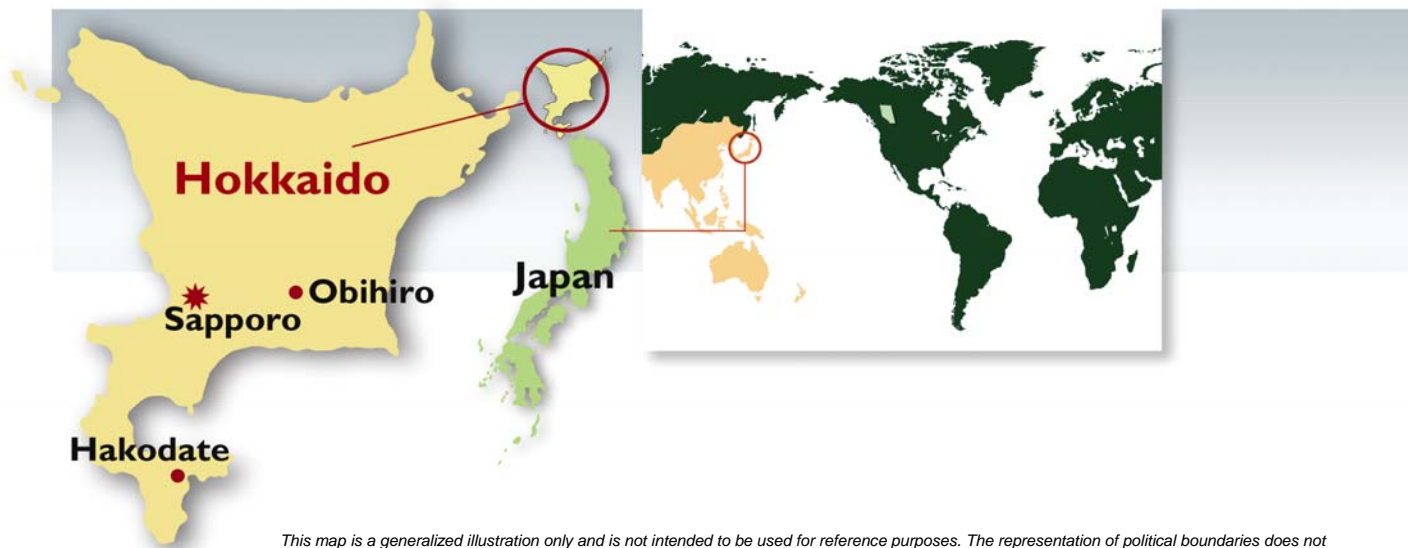 Hokkaido
Obihiro
Sapporo
Hakodate
Japan
This map is a generalized illustration only and is not intended to be used for reference purposes. The representation of political boundaries does not